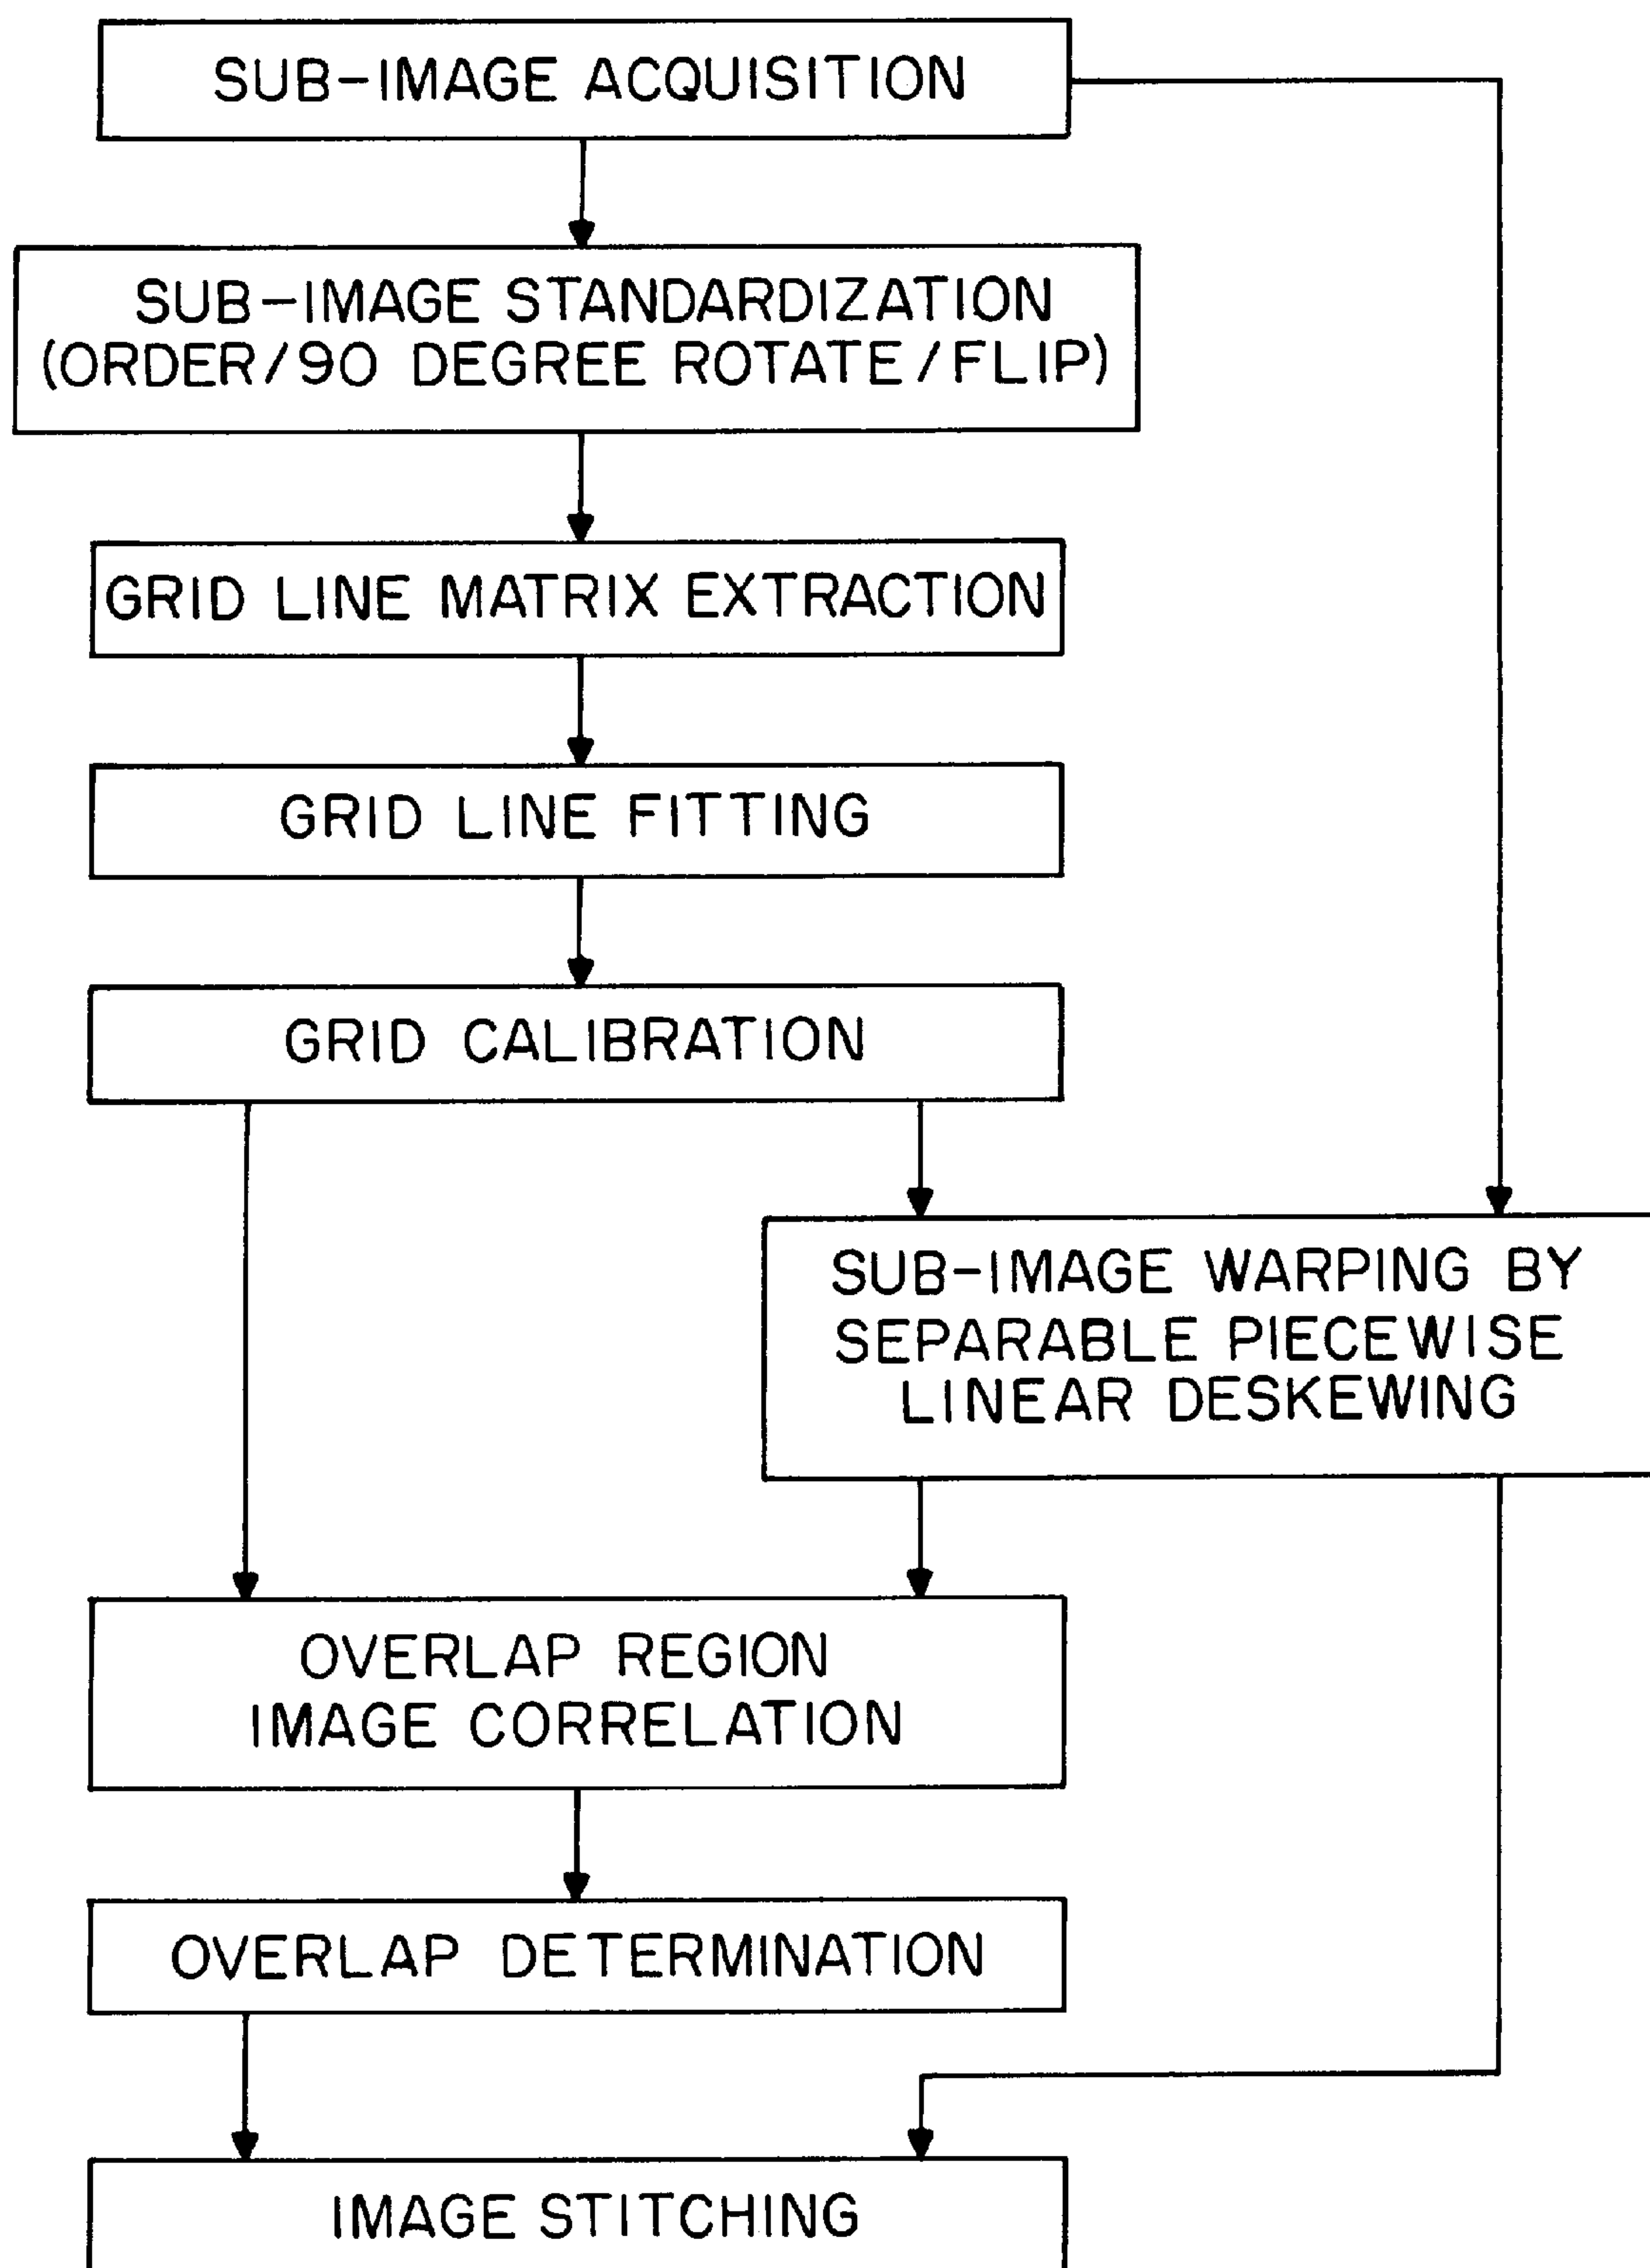 SUB-IMAGE ACQUISITION
SUB-IMAGE STANDARDIZATION
(ORDER/90 DEGREE ROTATE/FLIP)
GRID LINE MATRIX EXTRACTION
GRID LINE FITTING
GRID CALIBRATION
SUB-IMAGE WARPING BY
SEPARABLE PIECEWISE
LINEAR DESKEWING
OVERLAP REGION
IMAGE CORRELATION
OVERLAP DETERMINATION
IMAGE STITCHING